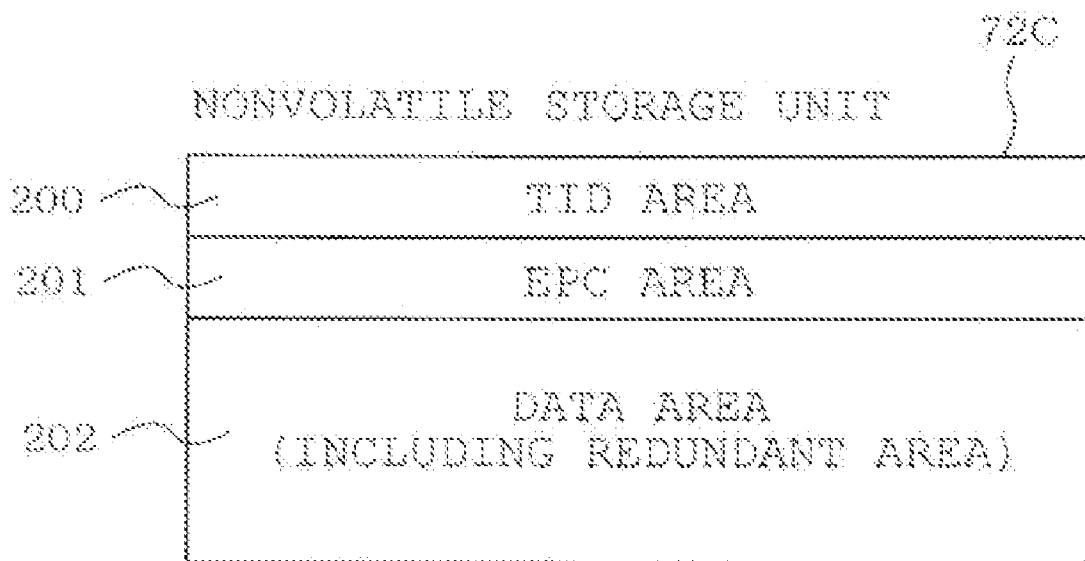 72C
NONVOLATILE STORAGE UNIT
200
TID AREA
201
EPC AREA
DATA AREA
202
(INCLUDING REDUNDANT AREA)